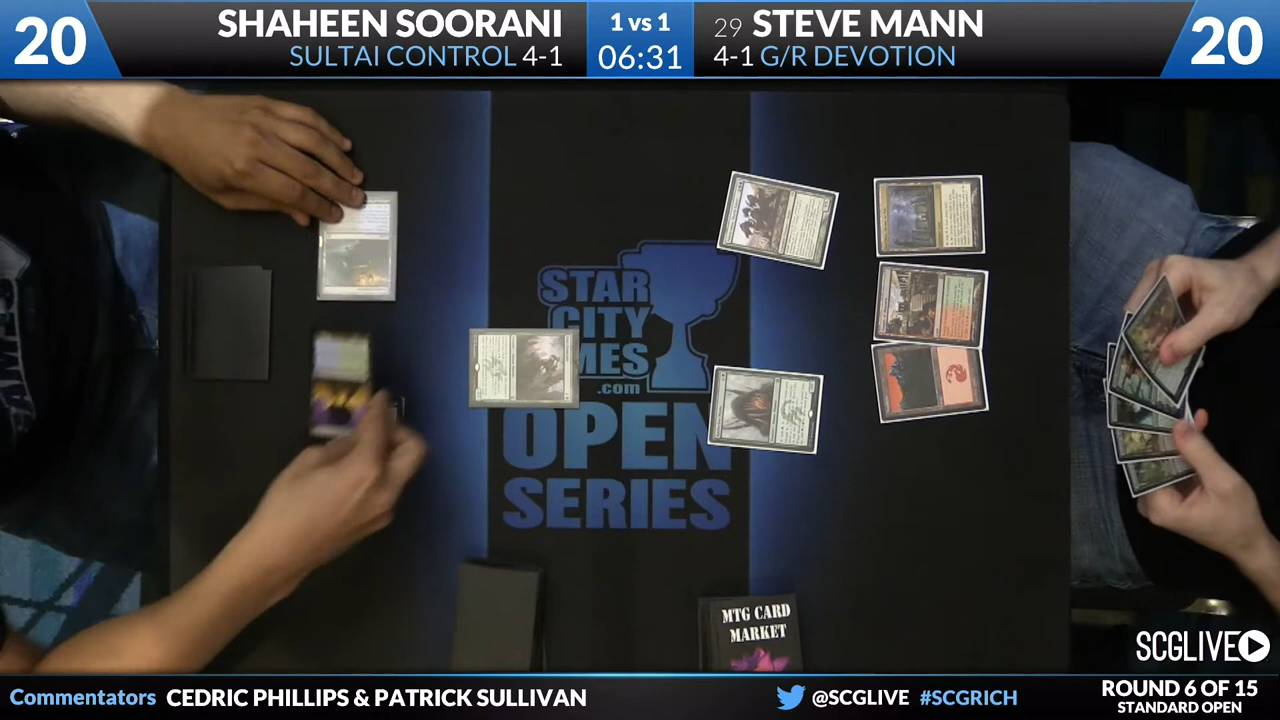 20
SHAHEEN SOORANI
SULTAI CONTROL 4-1
1 vs 1
06:31
29 STEVE MANN
4-1 G/R DEVOTION
20
STAR
CITY
GAMES
.com
OPEN
SERIES
MTG CARD
MARKET
SCGLIVE
Commentators CEDRIC PHILLIPS & PATRICK SULLIVAN
@SCGLIVE #SCGRICH
ROUND 6 OF 15
STANDARD OPEN